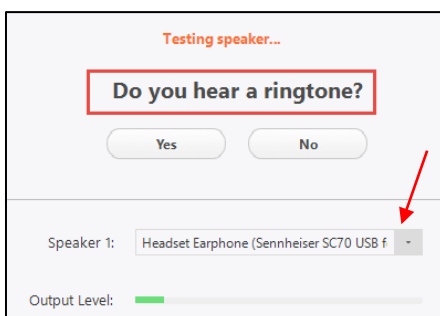 Testing speaker...
Do you hear a ringtone?
Yes No
Speaker 1: Headset Earphone (Sennheiser SC70 USB f
Output Level: